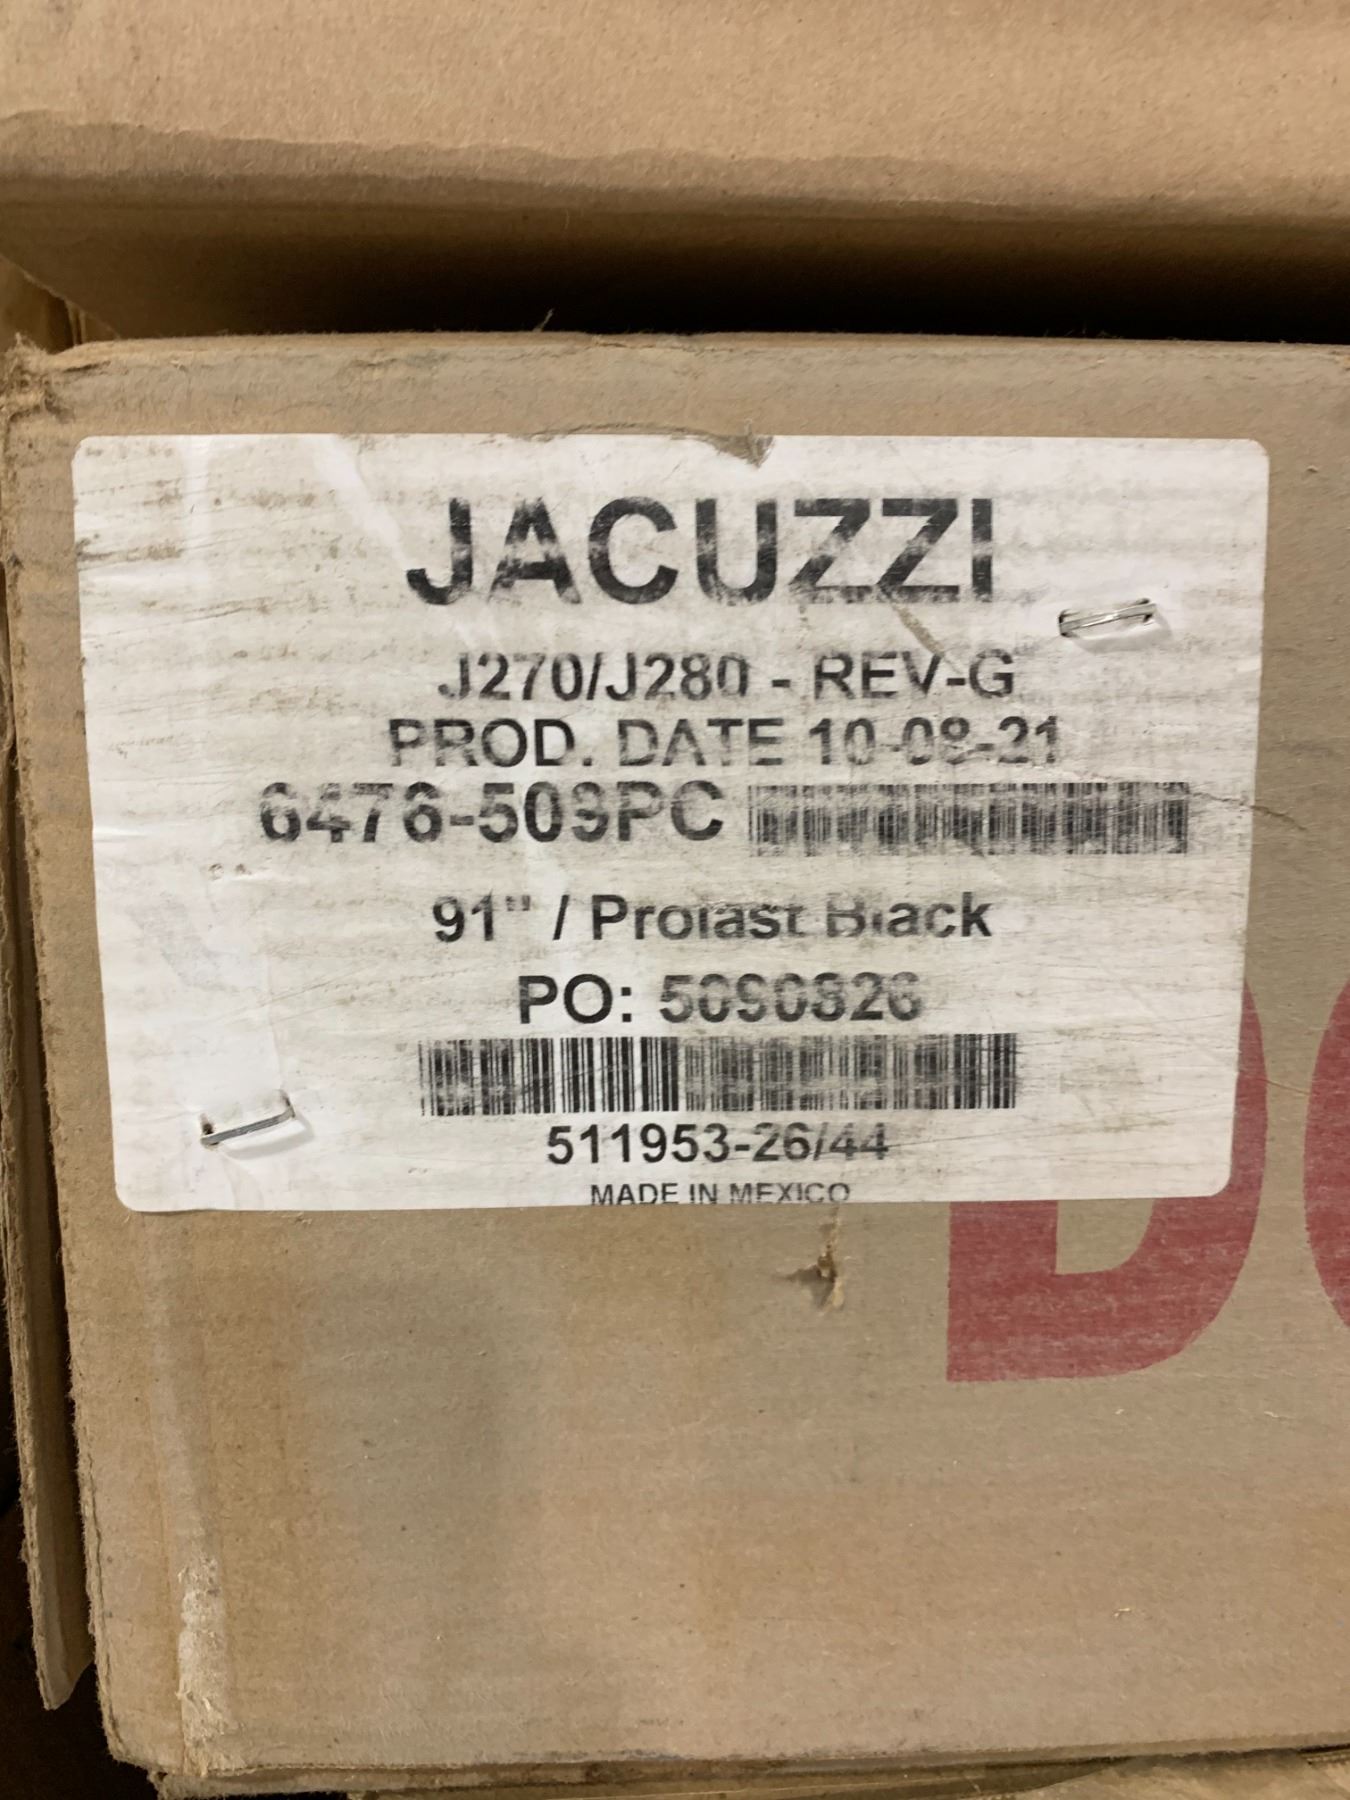 JACUZZI
J270/J280 - REV-G
PROD. DATE 10-08-21
6476-509PC
91" / Prolast Black
PO: 5090826
511953-26/44
MADE IN MEXICO